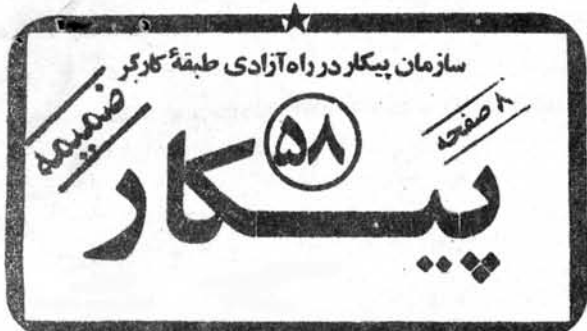 سازمان پیکار در راه آزادی طبقهٔ کارگر
ضمیمه
۵۸
۸ صفحه
پیکار